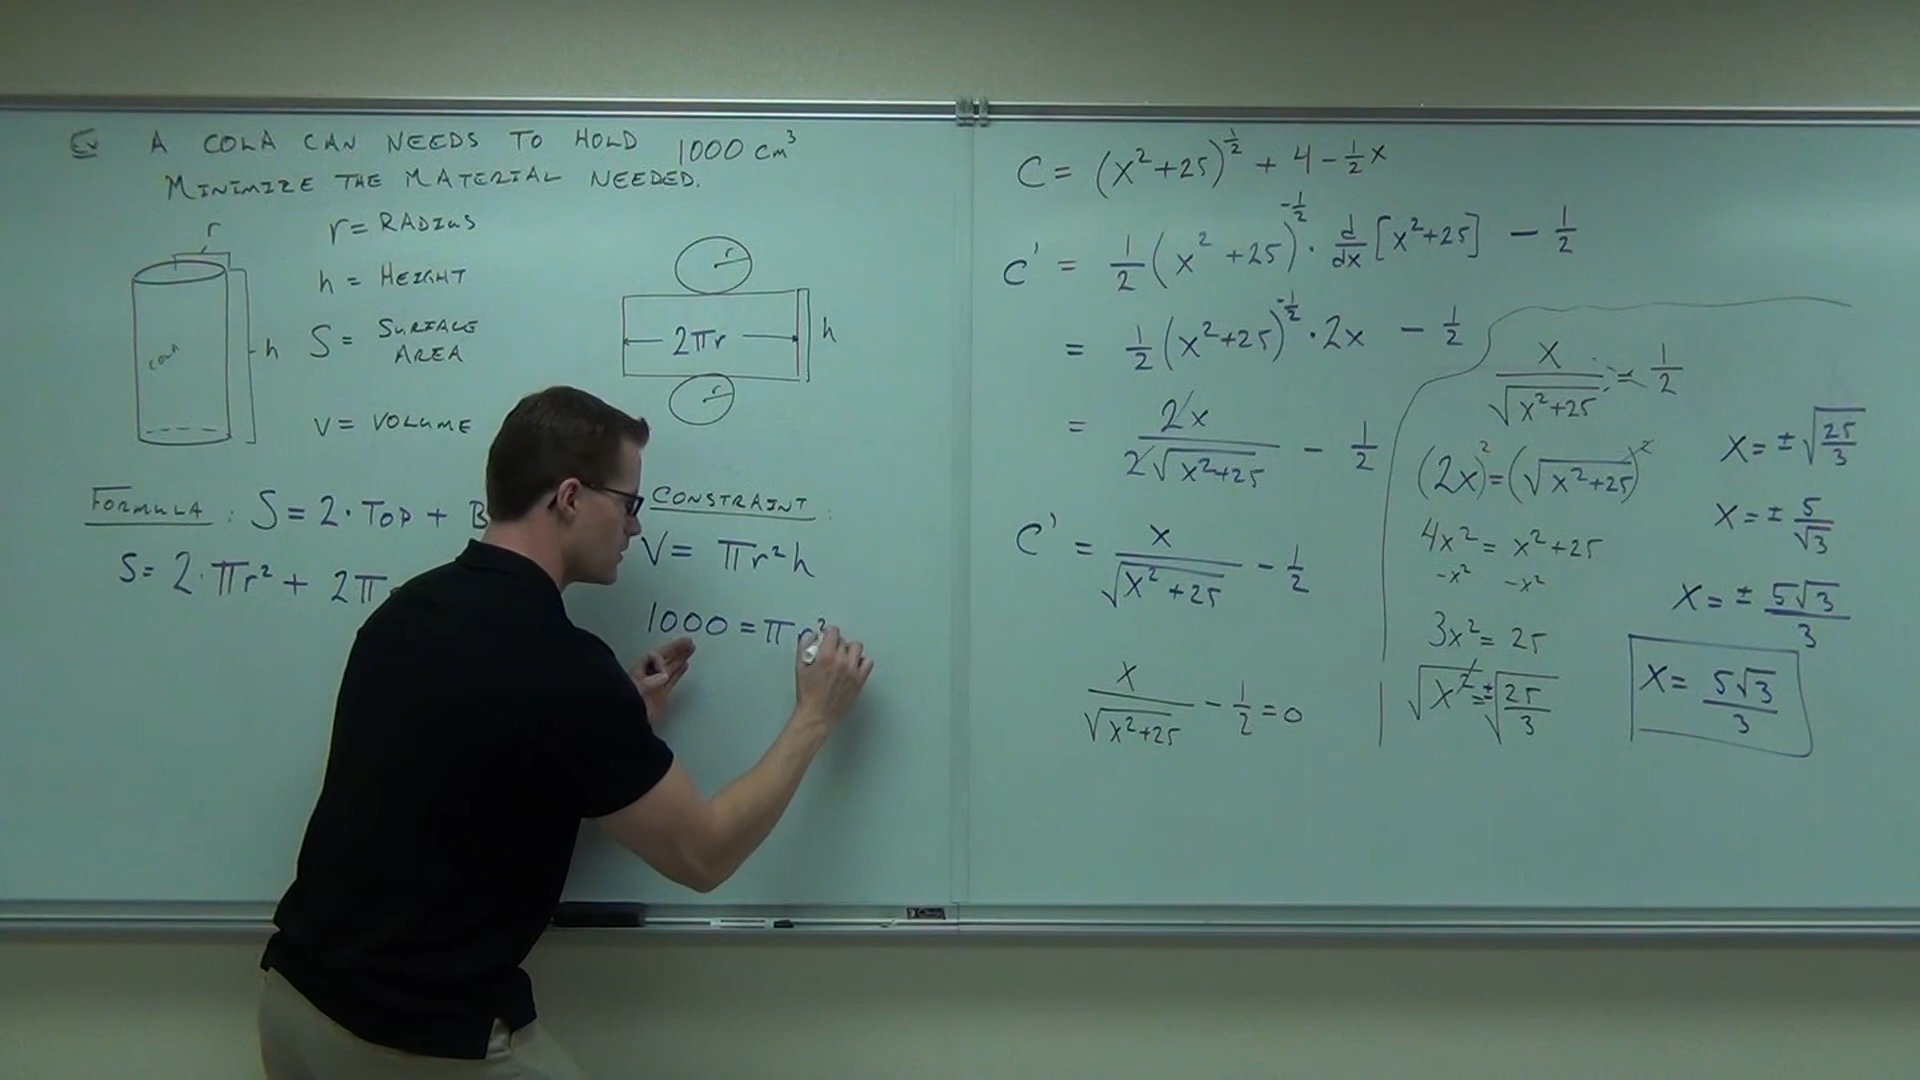 Ex A COLA CAN NEEDS TO HOLD 1000 cm³
MINIMIZE THE MATERIAL NEEDED.
r
r = RADIUS
h = HEIGHT
S = SURFACE AREA
V = VOLUME
COLA
h
r
2πr
h
r
FORMULA : S = 2 · TOP +
S = 2 · πr² + 2π
CONSTRAINT :
V = πr²h
1000 = πr²
C = (x² + 25)^½ + 4 - ½x
C' = ½(x² + 25)^-½ · d/dx [x² + 25] - ½
= ½(x² + 25)^-½ · 2x - ½
= 2x / 2√(x² + 25) - ½
C' = x / √(x² + 25) - ½
x / √(x² + 25) - ½ = 0
x / √(x² + 25) = ½
(2x)² = (√(x² + 25))²
4x² = x² + 25
-x² -x²
3x² = 25
√x² = ±√(25/3)
x = ±√(25/3)
x = ± 5/√3
x = ± 5√3/3
x = 5√3/3